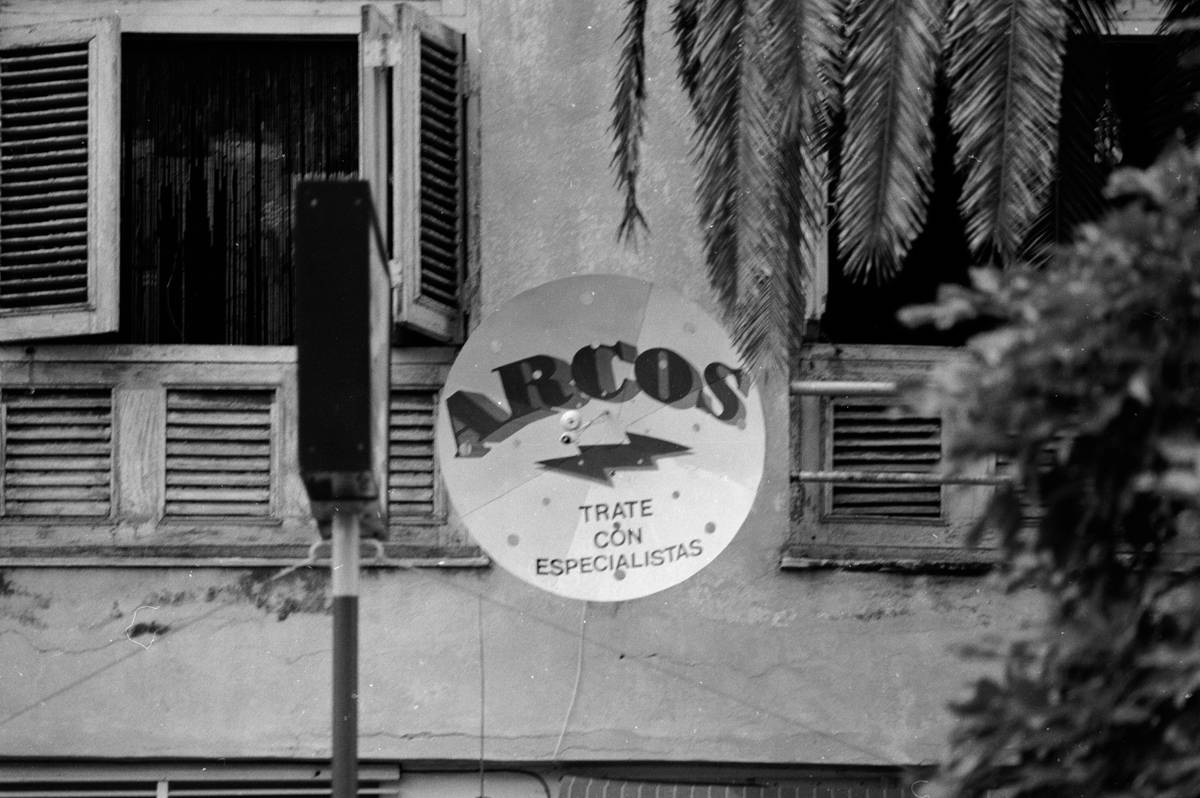 ARCOS
TRATE
CON
ESPECIALISTAS